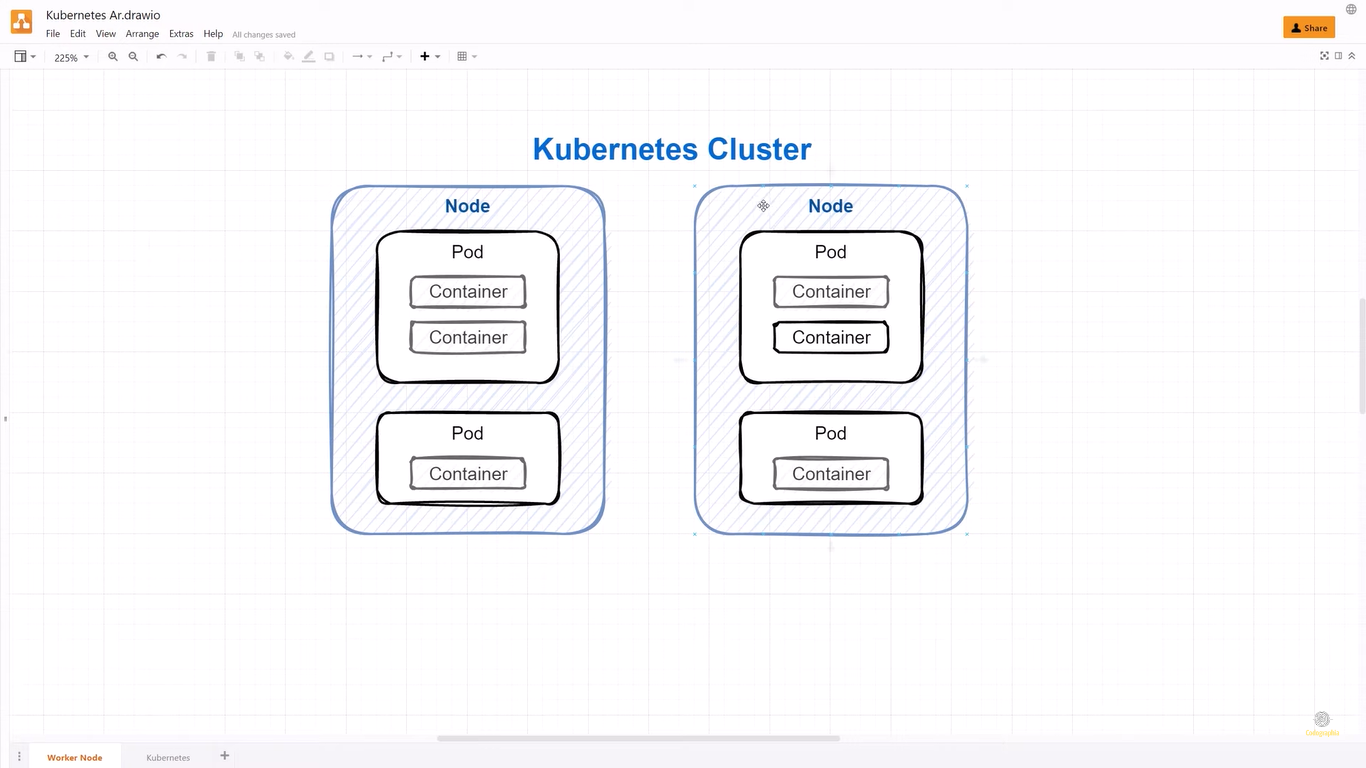 Kubernetes Ar.drawio
File Edit View Arrange Extras Help All changes saved
Share
225%
Kubernetes Cluster
Node
Pod
Container
Container
Pod
Container
Node
Pod
Container
Container
Pod
Container
Codegraphix
Worker Node
Kubernetes